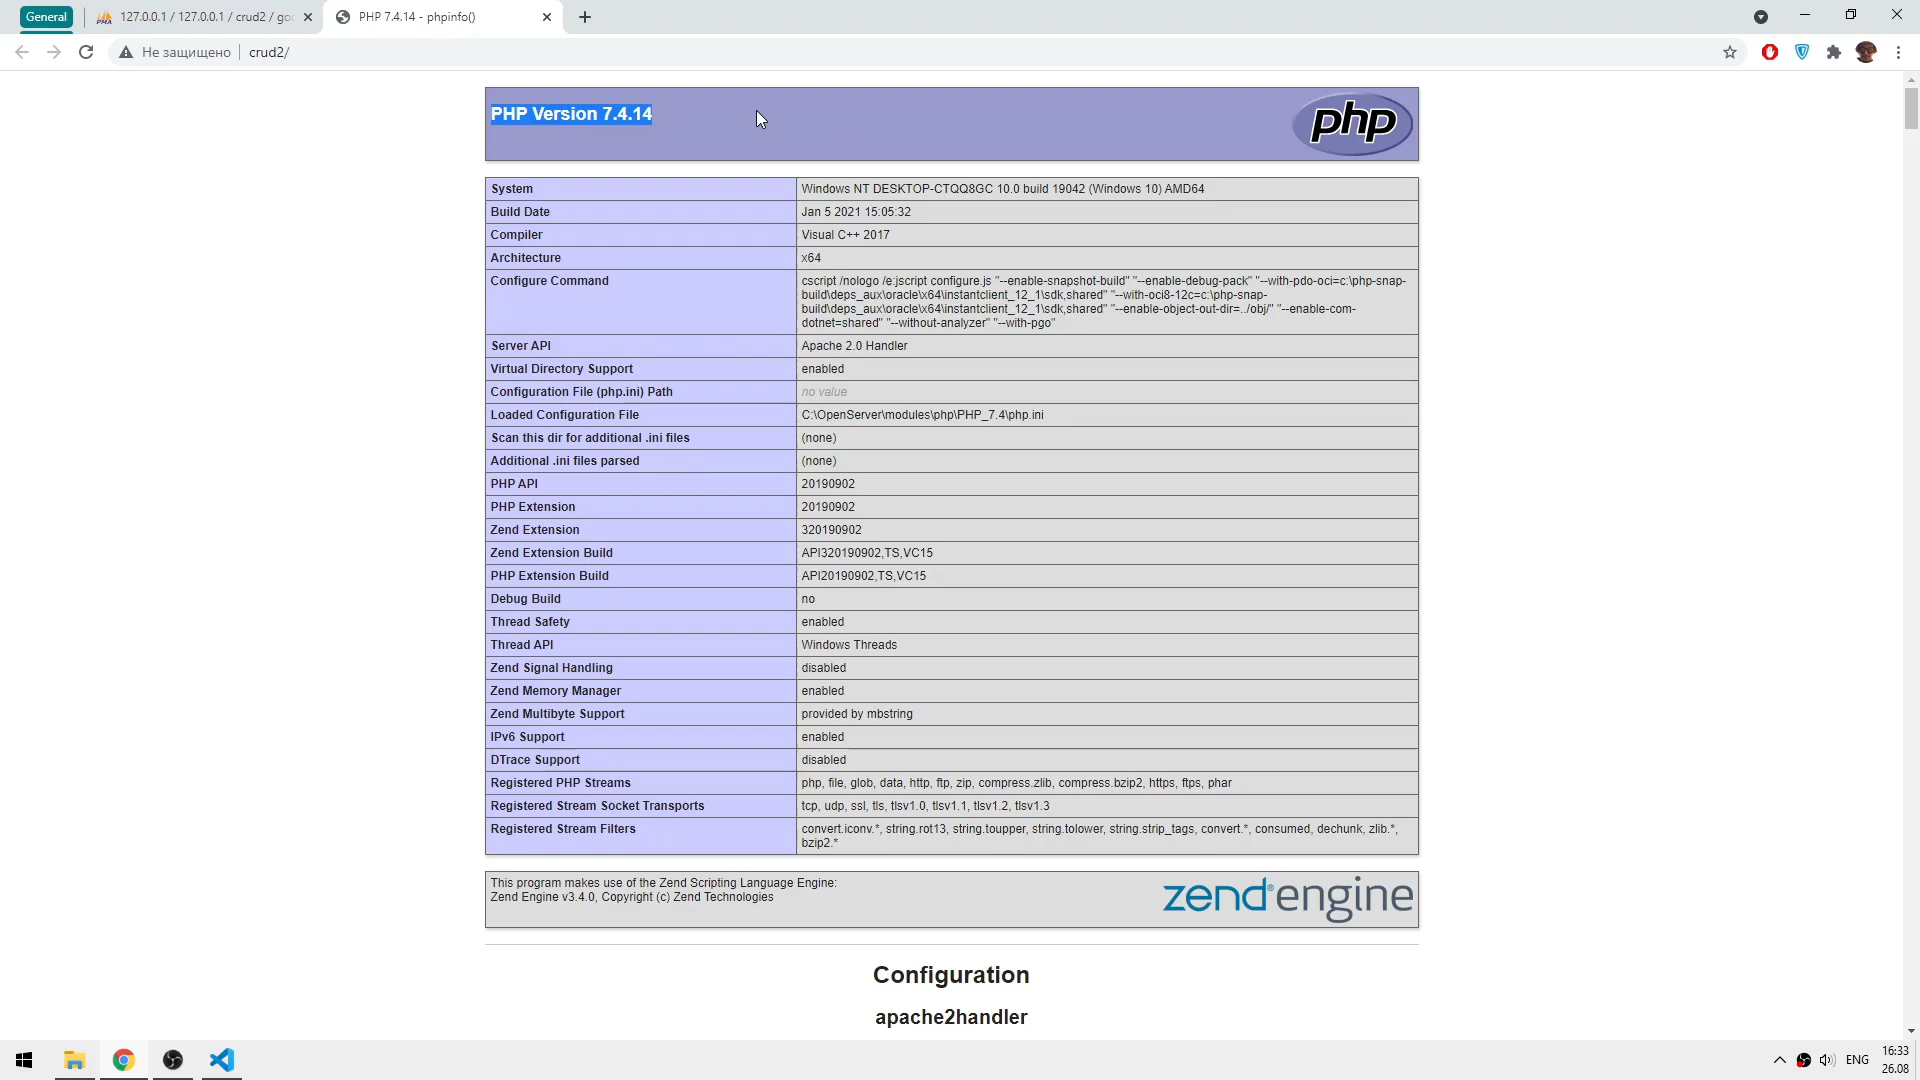 General
127.0.0.1 / 127.0.0.1 / crud2 / go
PHP 7.4.14 - phpinfo()
Не защищено
crud2/
PHP Version 7.4.14
php
System Windows NT DESKTOP-CTQQ8GC 10.0 build 19042 (Windows 10) AMD64
Build Date Jan 5 2021 15:05:32
Compiler Visual C++ 2017
Architecture x64
Configure Command cscript /nologo /e:jscript configure.js "--enable-snapshot-build" "--enable-debug-pack" "--with-pdo-oci=c:\php-snap-
build\deps_aux\oracle\x64\instantclient_12_1\sdk,shared" "--with-oci8-12c=c:\php-snap-
build\deps_aux\oracle\x64\instantclient_12_1\sdk,shared" "--enable-object-out-dir=../obj/" "--enable-com-
dotnet=shared" "--without-analyzer" "--with-pgo"
Server API Apache 2.0 Handler
Virtual Directory Support enabled
Configuration File (php.ini) Path no value
Loaded Configuration File C:\OpenServer\modules\php\PHP_7.4\php.ini
Scan this dir for additional .ini files (none)
Additional .ini files parsed (none)
PHP API 20190902
PHP Extension 20190902
Zend Extension 320190902
Zend Extension Build API320190902,TS,VC15
PHP Extension Build API20190902,TS,VC15
Debug Build no
Thread Safety enabled
Thread API Windows Threads
Zend Signal Handling disabled
Zend Memory Manager enabled
Zend Multibyte Support provided by mbstring
IPv6 Support enabled
DTrace Support disabled
Registered PHP Streams php, file, glob, data, http, ftp, zip, compress.zlib, compress.bzip2, https, ftps, phar
Registered Stream Socket Transports tcp, udp, ssl, tls, tlsv1.0, tlsv1.1, tlsv1.2, tlsv1.3
Registered Stream Filters convert.iconv.*, string.rot13, string.toupper, string.tolower, string.strip_tags, convert.*, consumed, dechunk, zlib.*,
bzip2.*
This program makes use of the Zend Scripting Language Engine:
Zend Engine v3.4.0, Copyright (c) Zend Technologies
zend® engine
Configuration
apache2handler
ENG
16:33
26.08